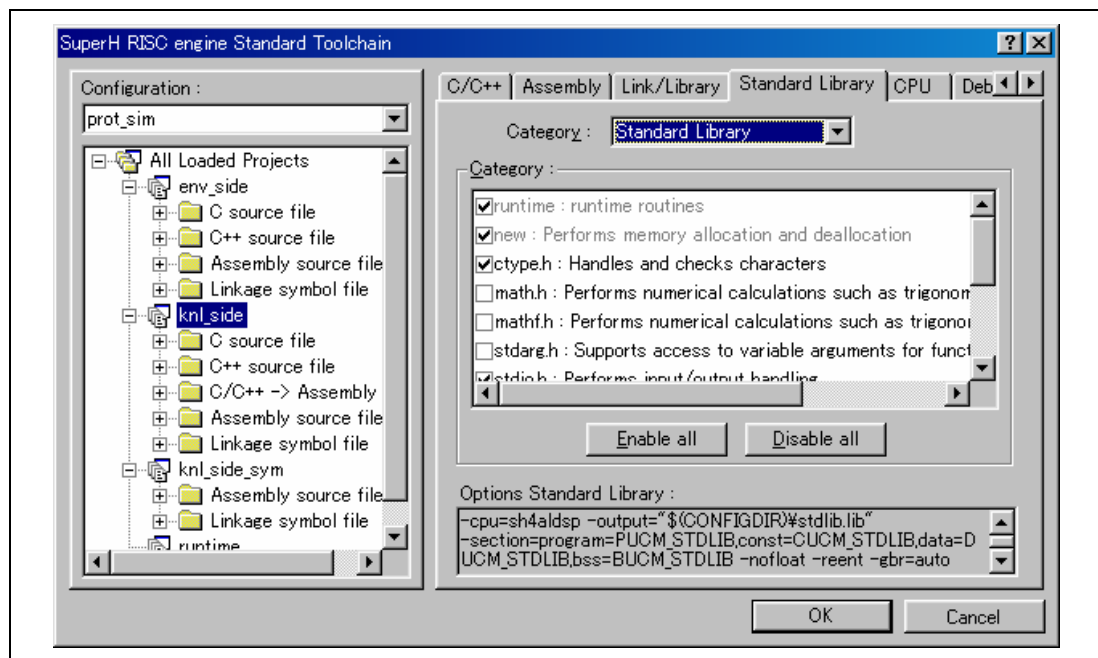 SuperH RISC engine Standard Toolchain
Configuration :
prot_sim
All Loaded Projects
env_side
C source file
C++ source file
Assembly source file
Linkage symbol file
knl_side
C source file
C++ source file
C/C++ -> Assembly
Assembly source file
Linkage symbol file
knl_side_sym
Assembly source file
Linkage symbol file
runtime
C/C++ Assembly Link/Library Standard Library CPU Deb
Category : Standard Library
Category :
runtime : runtime routines
new : Performs memory allocation and deallocation
ctype.h : Handles and checks characters
math.h : Performs numerical calculations such as trigonom
mathf.h : Performs numerical calculations such as trigonom
stdarg.h : Supports access to variable arguments for funct
stdio.h : Performs input/output handling
Enable all Disable all
Options Standard Library :
-cpu=sh4aldsp -output="$(CONFIGDIR)¥stdlib.lib"
-section=program=PUCM_STDLIB,const=CUCM_STDLIB,data=D
UCM_STDLIB,bss=BUCM_STDLIB -nofloat -reent -gbr=auto
OK Cancel